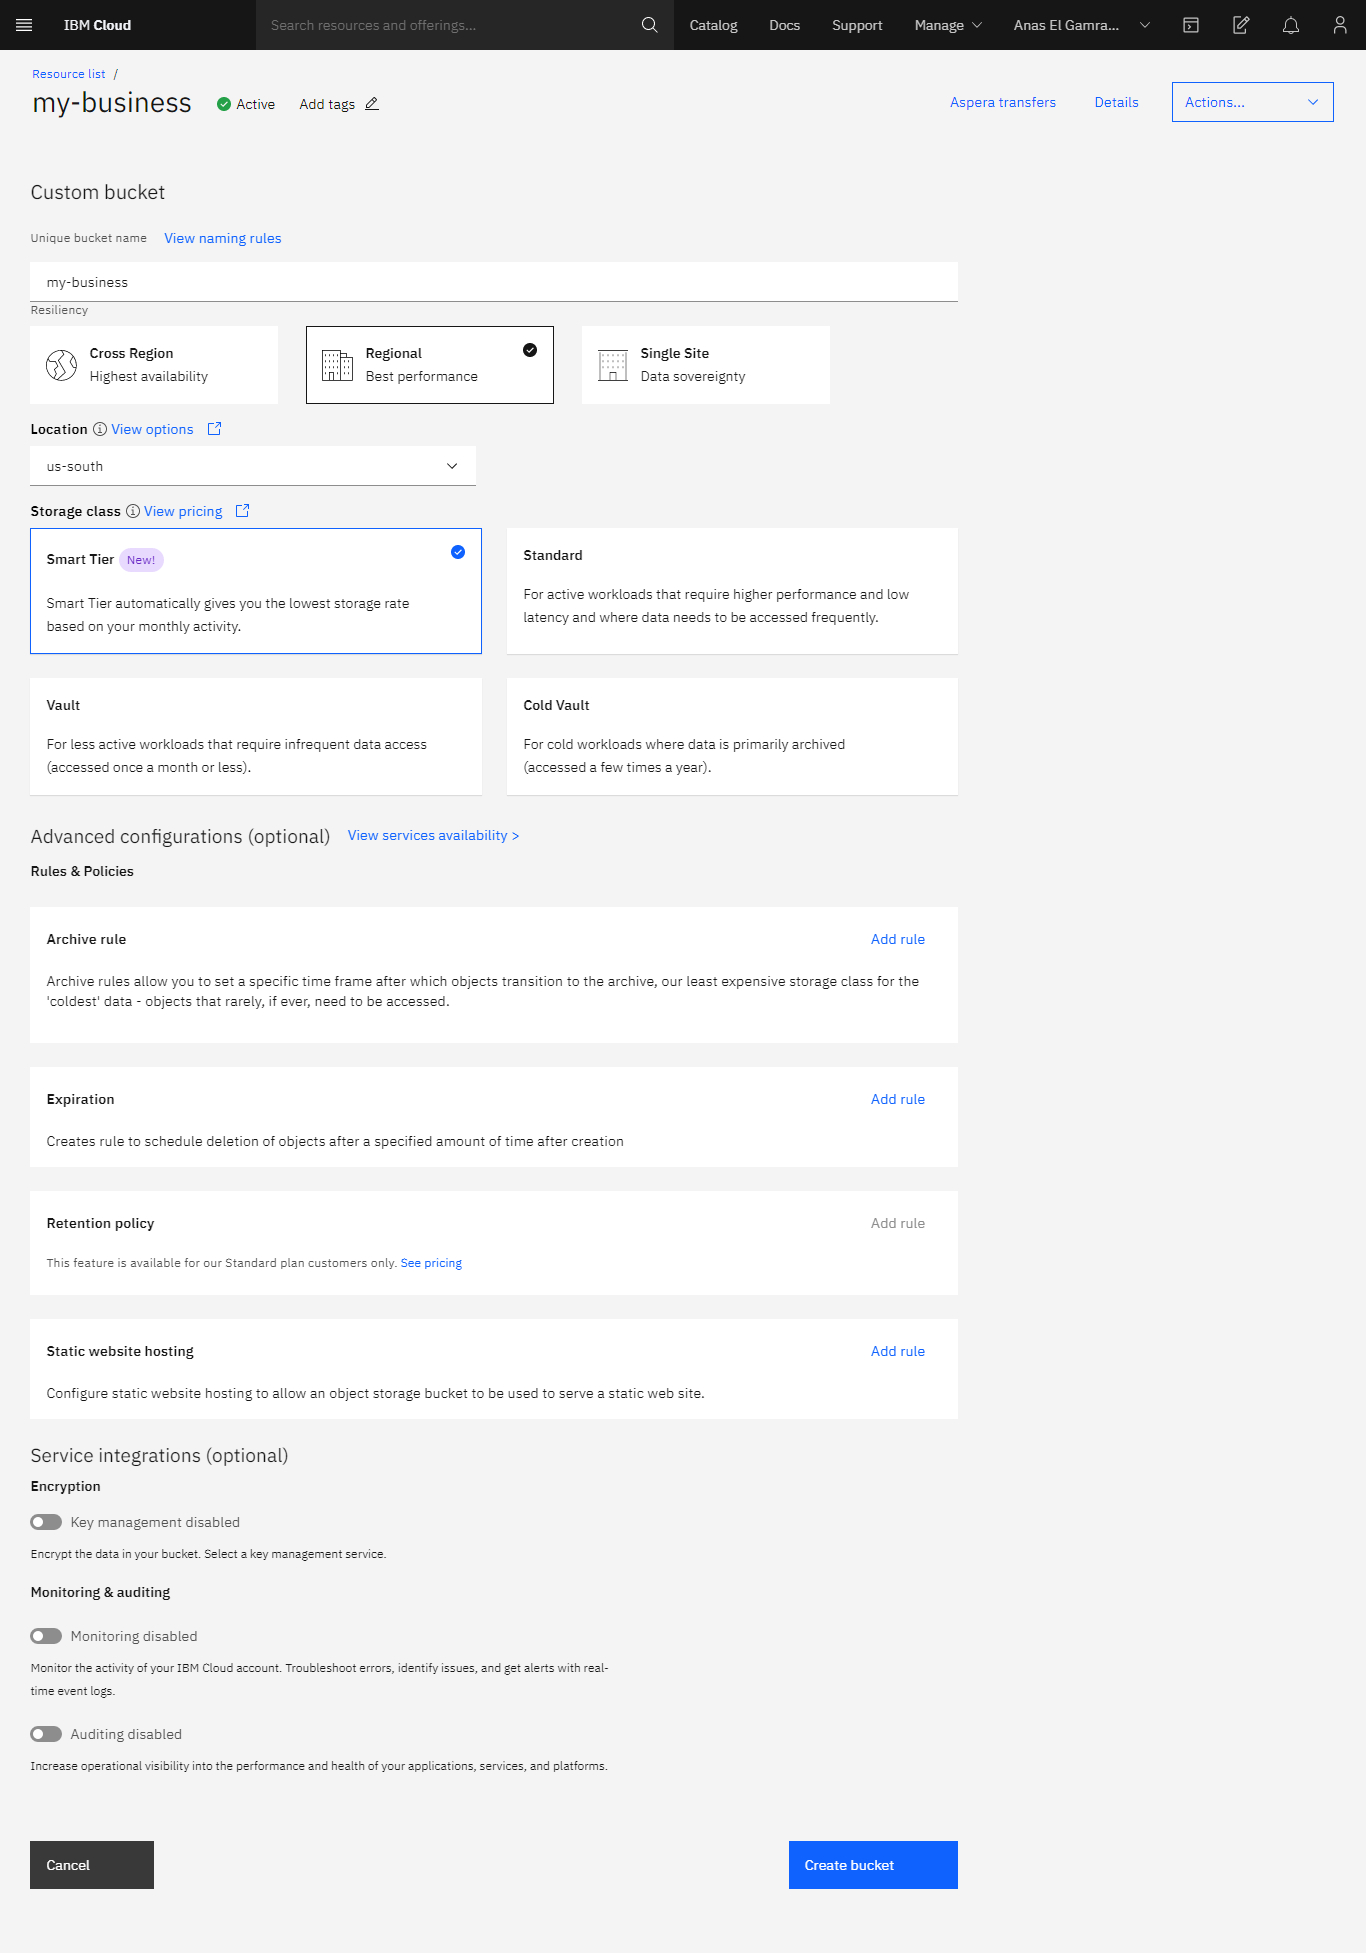 IBM Cloud
Search resources and offerings...
Catalog
Docs
Support
Manage
Anas El Gamra...
Resource list /
my-business
Active
Add tags
Aspera transfers
Details
Actions...
Custom bucket
Unique bucket name View naming rules
my-business
Resiliency
Cross Region
Highest availability
Regional
Best performance
Single Site
Data sovereignty
Location View options
us-south
Storage class View pricing
Smart Tier New!
Smart Tier automatically gives you the lowest storage rate
based on your monthly activity.
Standard
For active workloads that require higher performance and low
latency and where data needs to be accessed frequently.
Vault
For less active workloads that require infrequent data access
(accessed once a month or less).
Cold Vault
For cold workloads where data is primarily archived
(accessed a few times a year).
Advanced configurations (optional) View services availability >
Rules & Policies
Archive rule
Add rule
Archive rules allow you to set a specific time frame after which objects transition to the archive, our least expensive storage class for the
'coldest' data - objects that rarely, if ever, need to be accessed.
Expiration
Add rule
Creates rule to schedule deletion of objects after a specified amount of time after creation
Retention policy
Add rule
This feature is available for our Standard plan customers only. See pricing
Static website hosting
Add rule
Configure static website hosting to allow an object storage bucket to be used to serve a static web site.
Service integrations (optional)
Encryption
Key management disabled
Encrypt the data in your bucket. Select a key management service.
Monitoring & auditing
Monitoring disabled
Monitor the activity of your IBM Cloud account. Troubleshoot errors, identify issues, and get alerts with real-
time event logs.
Auditing disabled
Increase operational visibility into the performance and health of your applications, services, and platforms.
Cancel
Create bucket